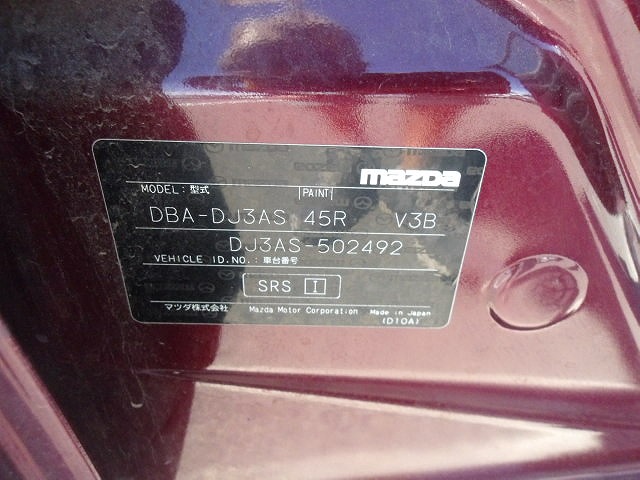 mazda
MODEL:型式 PAINT
DBA-DJ3AS 45R V3B
DJ3AS-502492
VEHICLE ID.NO.:車台番号
SRS I
マツダ株式会社 Mazda Motor Corporation Made in Japan
(D10A)